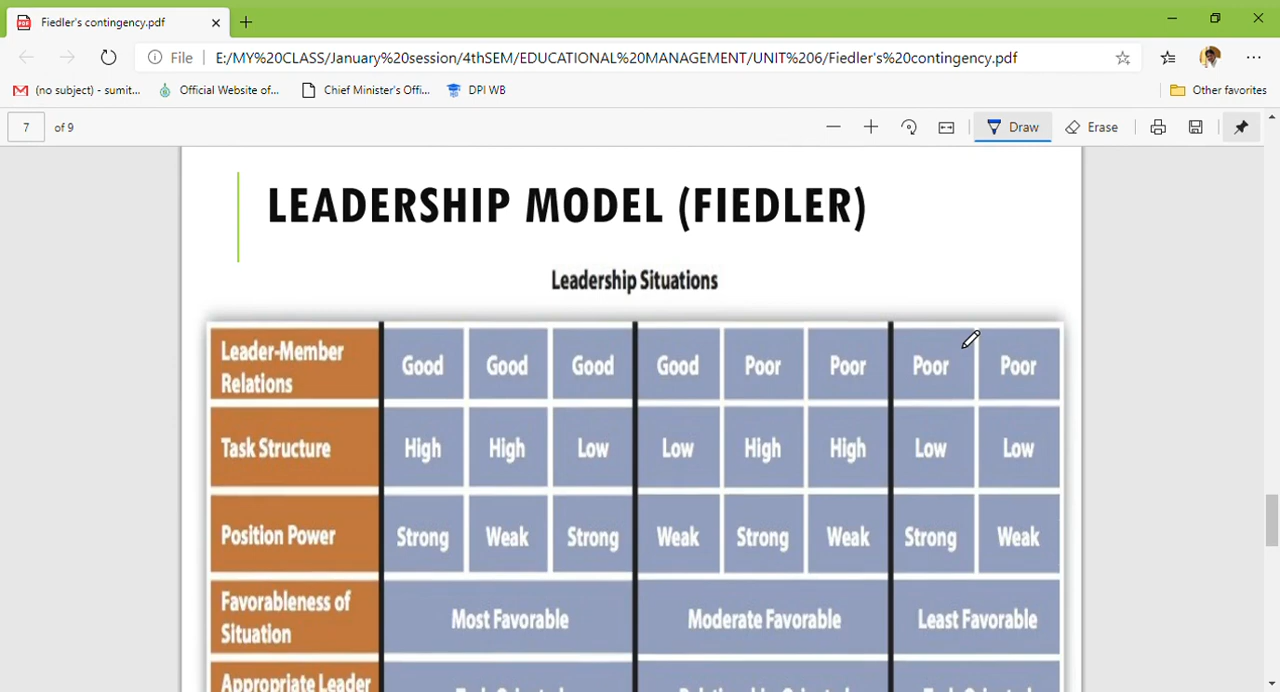 Fiedler's contingency.pdf
File E:/MY%20CLASS/January%20session/4thSEM/EDUCATIONAL%20MANAGEMENT/UNIT%206/Fiedler's%20contingency.pdf
(no subject) - sumit... Official Website of... Chief Minister's Offi... DPI WB Other favorites
7 of 9 Draw Erase
LEADERSHIP MODEL (FIEDLER)
Leadership Situations
Leader-Member
Relations
Good Good Good Good Poor Poor Poor Poor
Task Structure High High Low Low High High Low Low
Position Power Strong Weak Strong Weak Strong Weak Strong Weak
Favorableness of
Situation
Most Favorable Moderate Favorable Least Favorable
Appropriate Leader